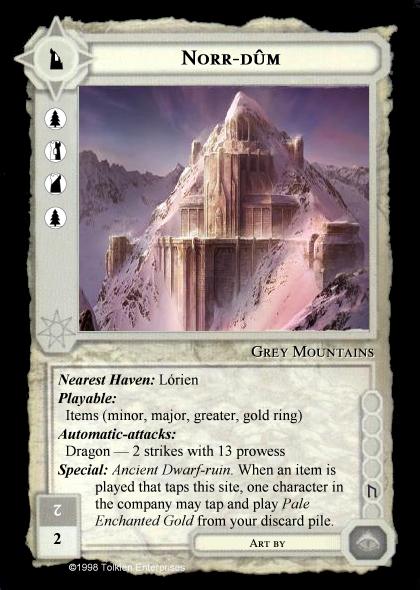 Norr-dûm
Grey Mountains
Nearest Haven: Lórien
Playable:
Items (minor, major, greater, gold ring)
Automatic-attacks:
Dragon — 2 strikes with 13 prowess
Special: Ancient Dwarf-ruin. When an item is
played that taps this site, one character in
the company may tap and play Pale
Enchanted Gold from your discard pile.
2
2
Art by
©1998 Tolkien Enterprises